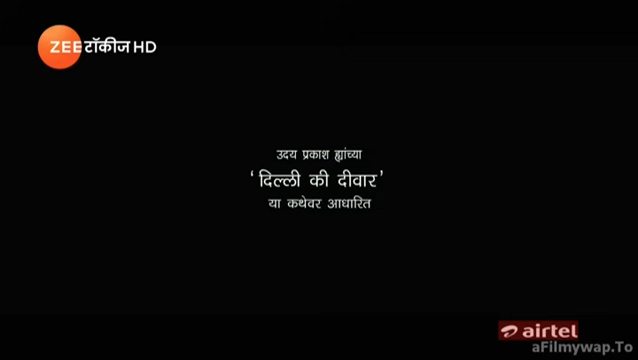 ZEE टॉकीज HD
उदय प्रकाश ह्यांच्या
‘दिल्ली की दीवार’
या कथेवर आधारित
airtel
aFilmywap.To